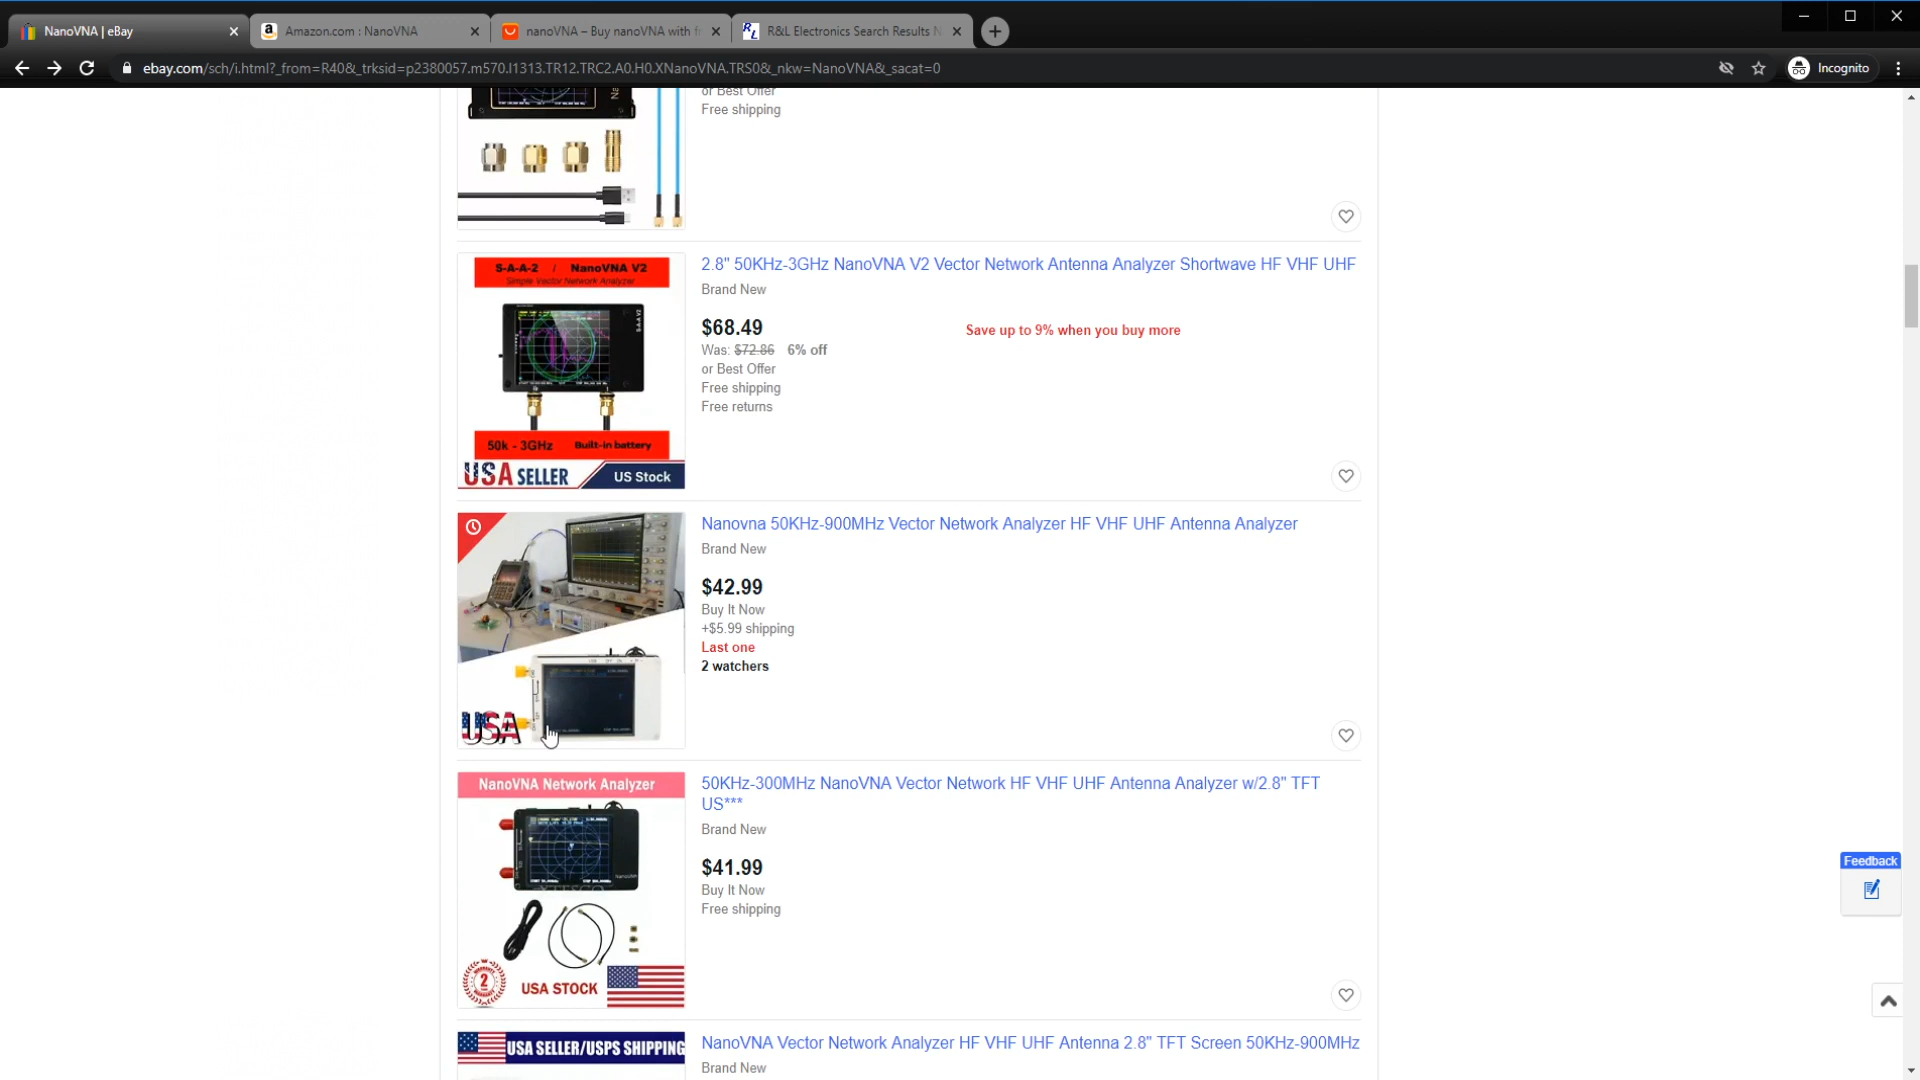 NanoVNA | eBay
Amazon.com : NanoVNA
nanoVNA – Buy nanoVNA with f
R&L Electronics Search Results N
ebay.com/sch/i.html?_from=R40&_trksid=p2380057.m570.l1313.TR12.TRC2.A0.H0.XNanoVNA.TRS0&_nkw=NanoVNA&_sacat=0
Incognito
or Best Offer
Free shipping
S-A-A-2 / NanoVNA V2
Simple Vector Network Analyzer
S-A-A V2
50k - 3GHz Built-in battery
USA SELLER US Stock
2.8" 50KHz-3GHz NanoVNA V2 Vector Network Antenna Analyzer Shortwave HF VHF UHF
Brand New
$68.49
Save up to 9% when you buy more
Was: $72.86 6% off
or Best Offer
Free shipping
Free returns
USA
Nanovna 50KHz-900MHz Vector Network Analyzer HF VHF UHF Antenna Analyzer
Brand New
$42.99
Buy It Now
+$5.99 shipping
Last one
2 watchers
NanoVNA Network Analyzer
NanoVNA
2
USA STOCK
50KHz-300MHz NanoVNA Vector Network HF VHF UHF Antenna Analyzer w/2.8" TFT
US***
Brand New
$41.99
Buy It Now
Free shipping
Feedback
USA SELLER/USPS SHIPPING
NanoVNA Vector Network Analyzer HF VHF UHF Antenna 2.8" TFT Screen 50KHz-900MHz
Brand New